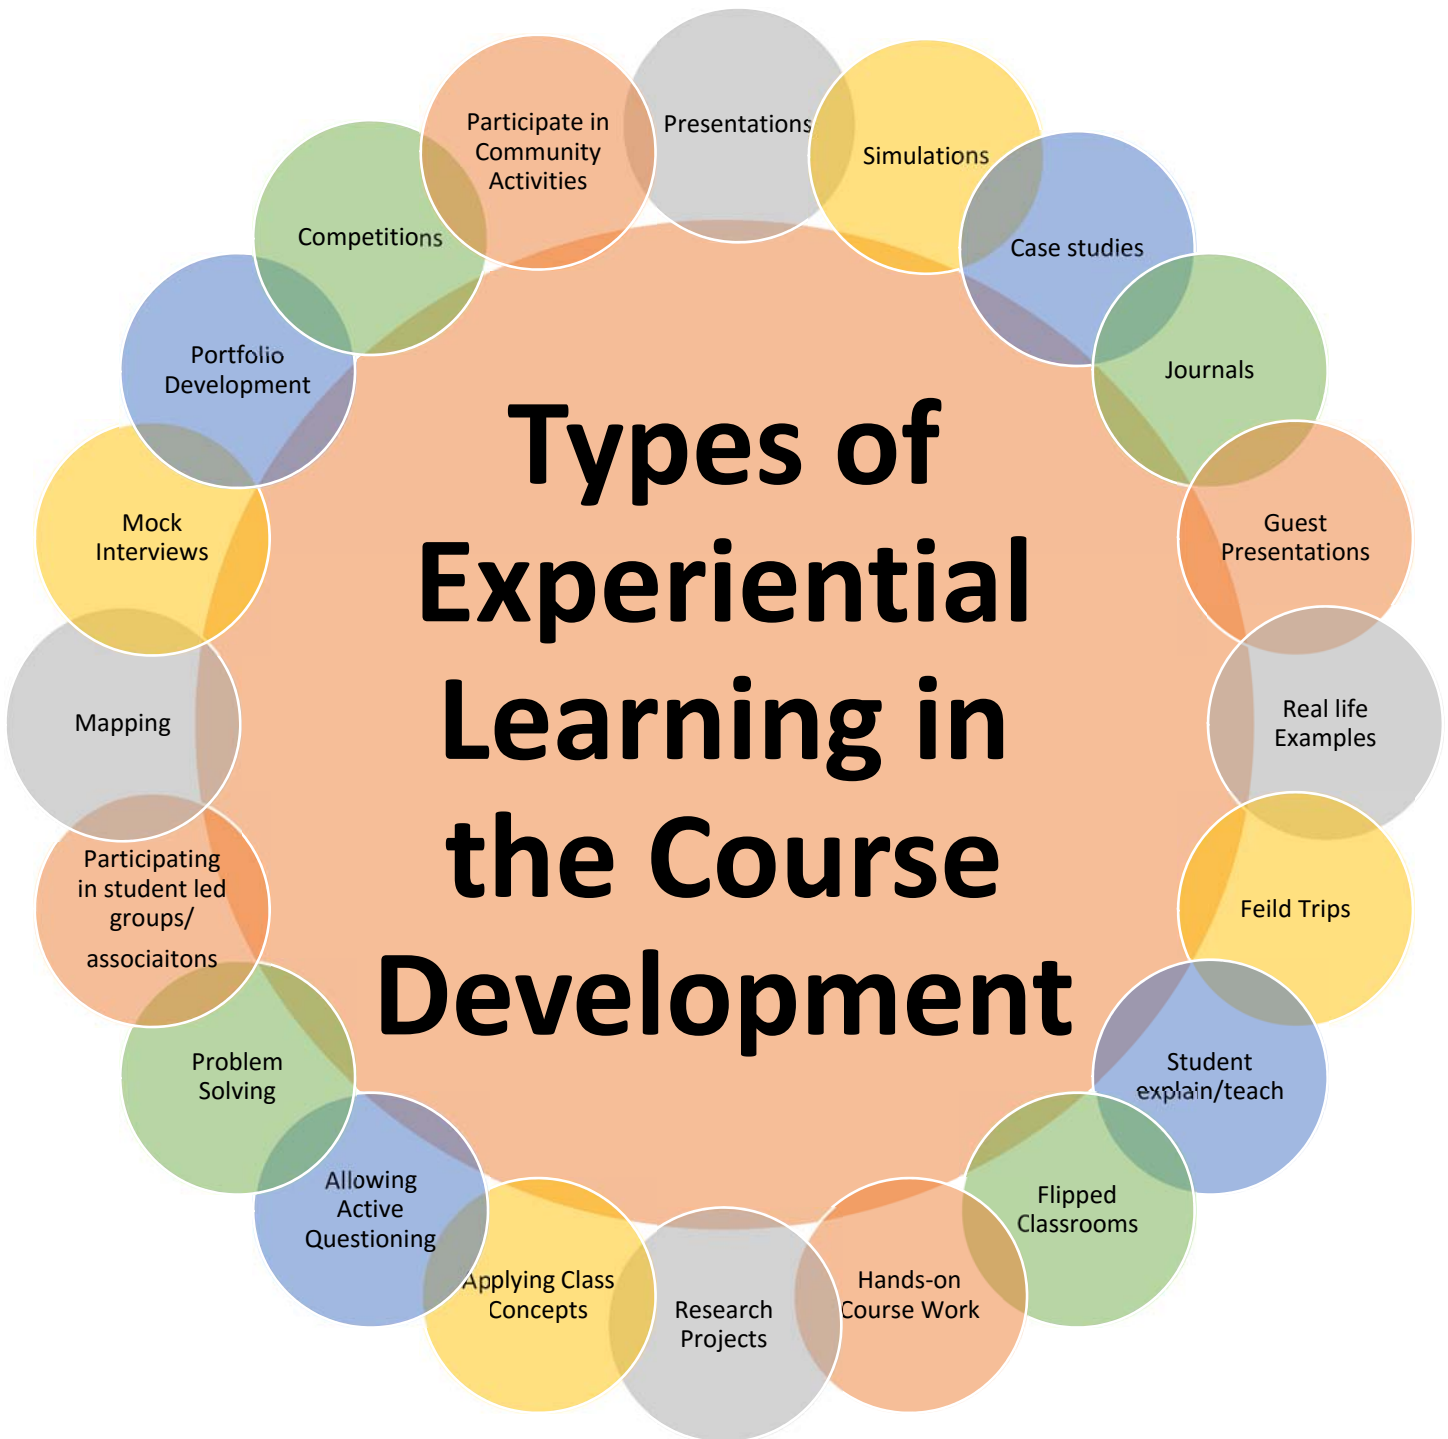 Types of
Experiential
Learning in
the Course
Development
Presentations
Simulations
Case studies
Journals
Guest
Presentations
Real life
Examples
Feild Trips
Student
explain/teach
Flipped
Classrooms
Hands-on
Course Work
Research
Projects
Applying Class
Concepts
Allowing
Active
Questioning
Problem
Solving
Participating
in student led
groups/
associaitons
Mapping
Mock
Interviews
Portfolio
Development
Competitions
Participate in
Community
Activities